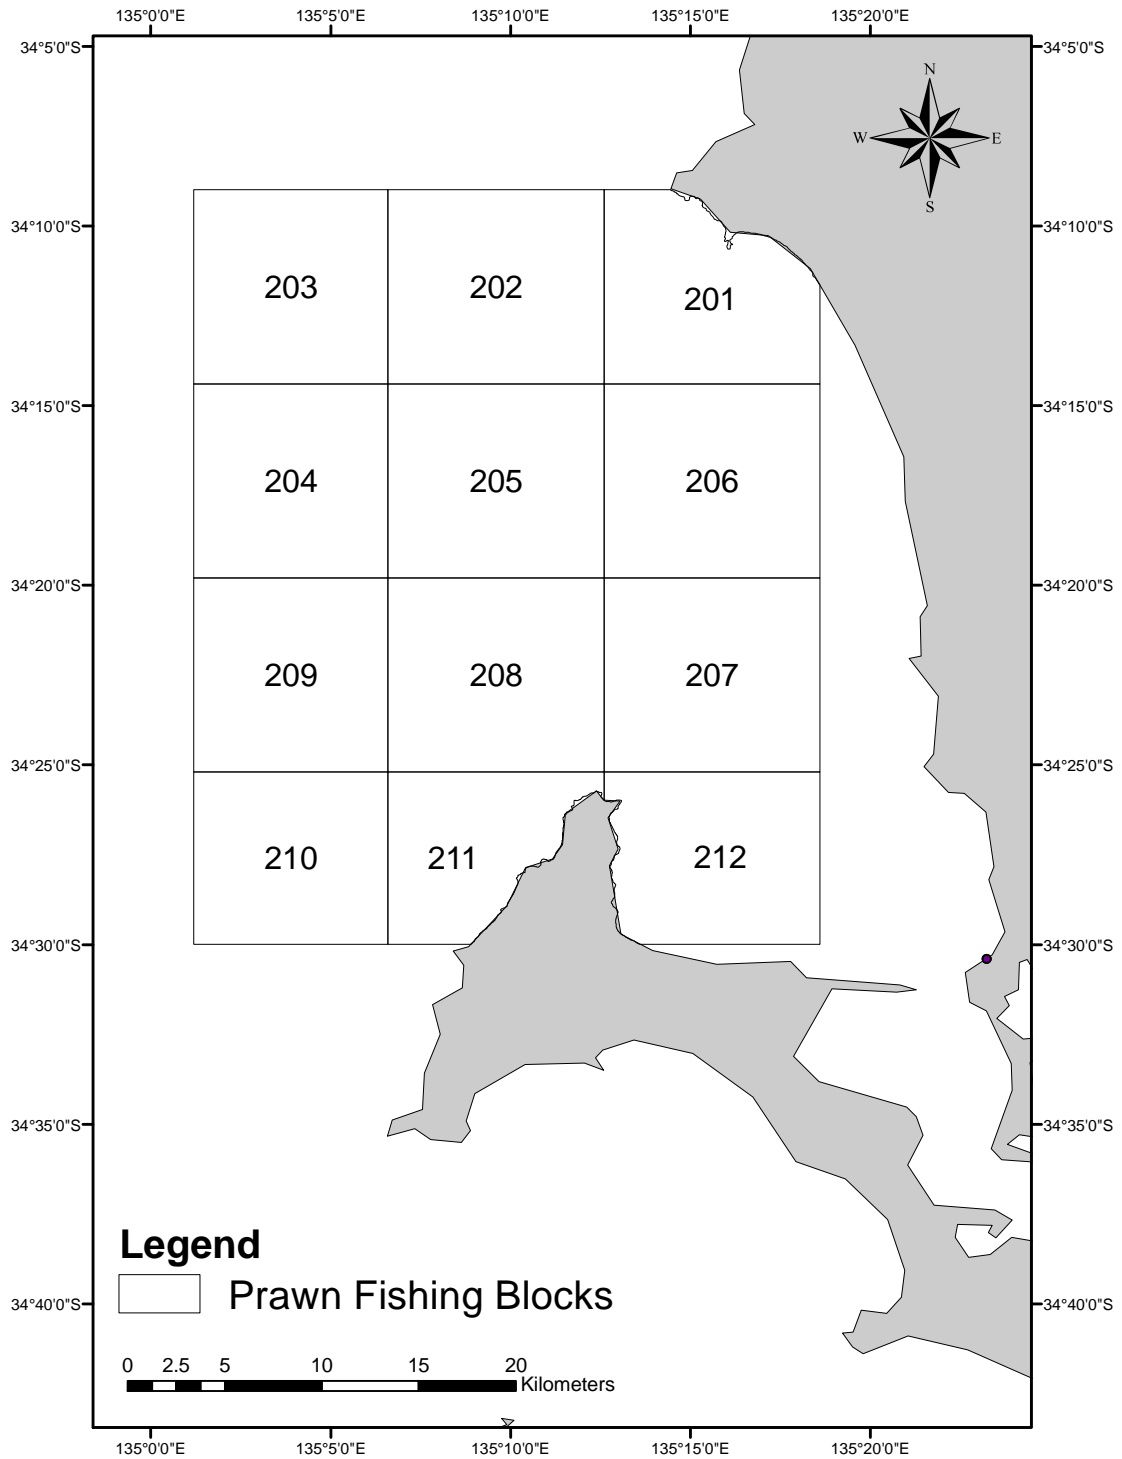 135°0'0"E 135°5'0"E 135°10'0"E 135°15'0"E 135°20'0"E
34°5'0"S 34°5'0"S
N
W E
S
34°10'0"S 34°10'0"S
203 202 201
34°15'0"S 34°15'0"S
204 205 206
34°20'0"S 34°20'0"S
209 208 207
34°25'0"S 34°25'0"S
210 211 212
34°30'0"S 34°30'0"S
34°35'0"S 34°35'0"S
Legend
Prawn Fishing Blocks
34°40'0"S 34°40'0"S
0 2.5 5 10 15 20
Kilometers
135°0'0"E 135°5'0"E 135°10'0"E 135°15'0"E 135°20'0"E